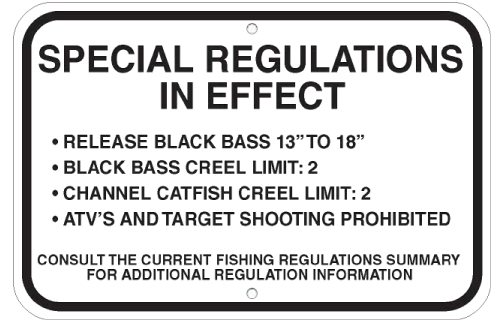 SPECIAL REGULATIONS
IN EFFECT
• RELEASE BLACK BASS 13” TO 18”
• BLACK BASS CREEL LIMIT: 2
• CHANNEL CATFISH CREEL LIMIT: 2
• ATV’S AND TARGET SHOOTING PROHIBITED
CONSULT THE CURRENT FISHING REGULATIONS SUMMARY
FOR ADDITIONAL REGULATION INFORMATION